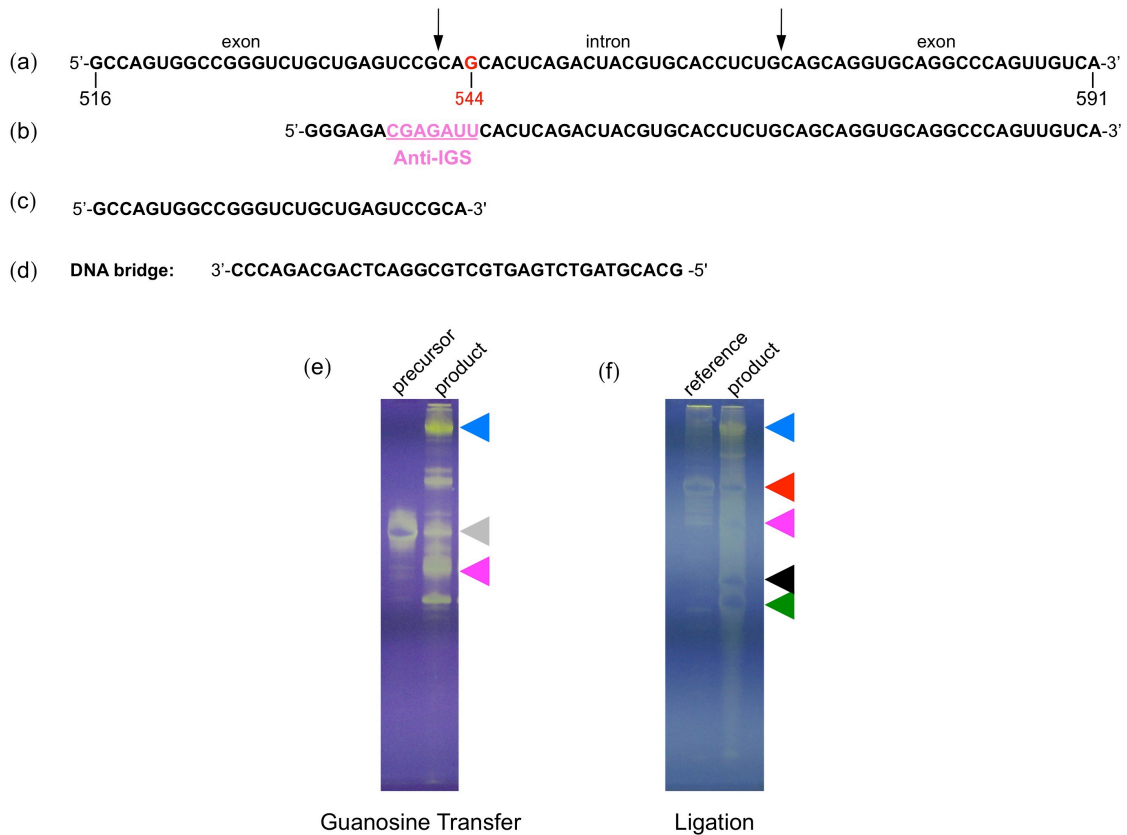 exon intron exon
(a) 5'-GCCAGUGGCCGGGUCUGCUGAGUCCGCAGCACUCAGACUACGUGCACCUCUGCAGCAGGUGCAGGCCCAGUUGUCA-3'
516 544 591
(b) 5'-GGGAGACGAGAUUCACUCAGACUACGUGCACCUCUGCAGCAGGUGCAGGCCCAGUUGUCA-3'
Anti-IGS
(c) 5'-GCCAGUGGCCGGGUCUGCUGAGUCCGCA-3'
(d) DNA bridge: 3'-CCCAGACGACTCAGGCGTCGTGAGTCTGATGCACG -5'
(e) precursor product
(f) reference product
Guanosine Transfer Ligation